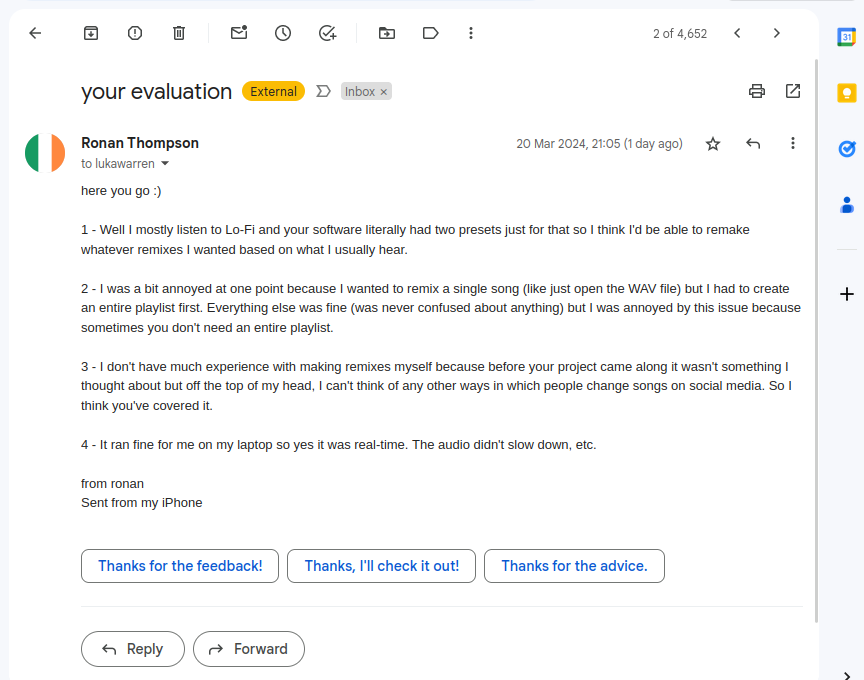 2 of 4,652
31
your evaluation External Inbox ×
Ronan Thompson 20 Mar 2024, 21:05 (1 day ago)
to lukawarren
here you go :)
1 - Well I mostly listen to Lo-Fi and your software literally had two presets just for that so I think I'd be able to remake
whatever remixes I wanted based on what I usually hear.
2 - I was a bit annoyed at one point because I wanted to remix a single song (like just open the WAV file) but I had to create
an entire playlist first. Everything else was fine (was never confused about anything) but I was annoyed by this issue because
sometimes you don't need an entire playlist.
3 - I don't have much experience with making remixes myself because before your project came along it wasn't something I
thought about but off the top of my head, I can't think of any other ways in which people change songs on social media. So I
think you've covered it.
4 - It ran fine for me on my laptop so yes it was real-time. The audio didn't slow down, etc.
from ronan
Sent from my iPhone
Thanks for the feedback! Thanks, I'll check it out! Thanks for the advice.
Reply Forward